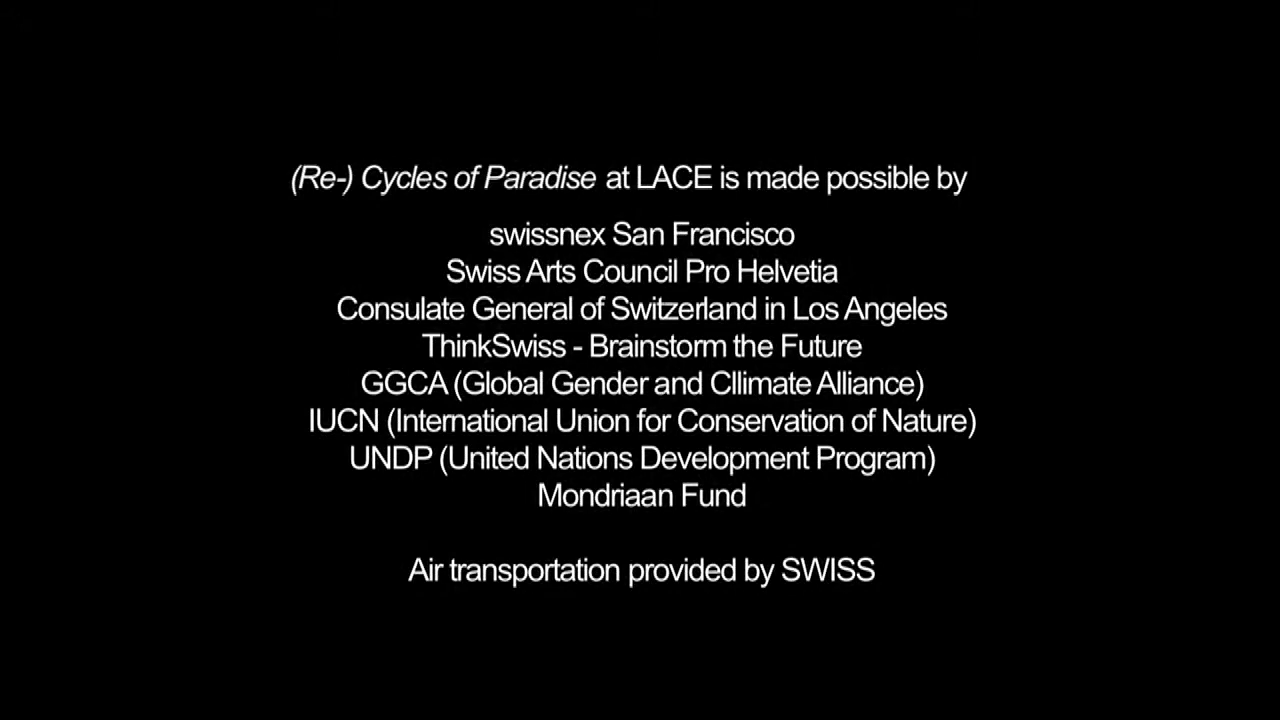 (Re-) Cycles of Paradise at LACE is made possible by
swissnex San Francisco
Swiss Arts Council Pro Helvetia
Consulate General of Switzerland in Los Angeles
ThinkSwiss - Brainstorm the Future
GGCA (Global Gender and Cllimate Alliance)
IUCN (International Union for Conservation of Nature)
UNDP (United Nations Development Program)
Mondriaan Fund
Air transportation provided by SWISS